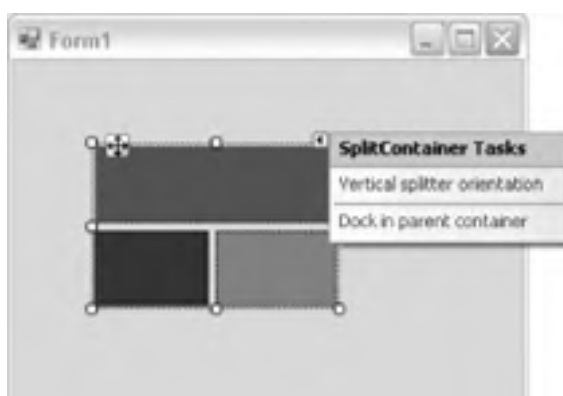 Form1
SplitContainer Tasks
Vertical splitter orientation
Dock in parent container